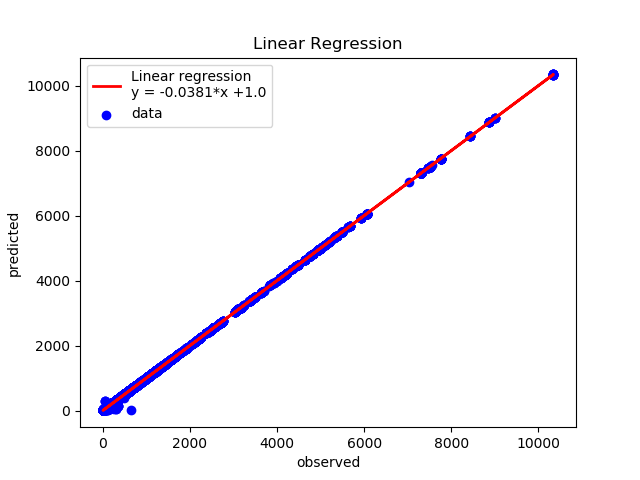 Linear Regression
Linear regression
y = -0.0381*x +1.0
data
predicted
10000
8000
6000
4000
2000
0
0 2000 4000 6000 8000 10000
observed